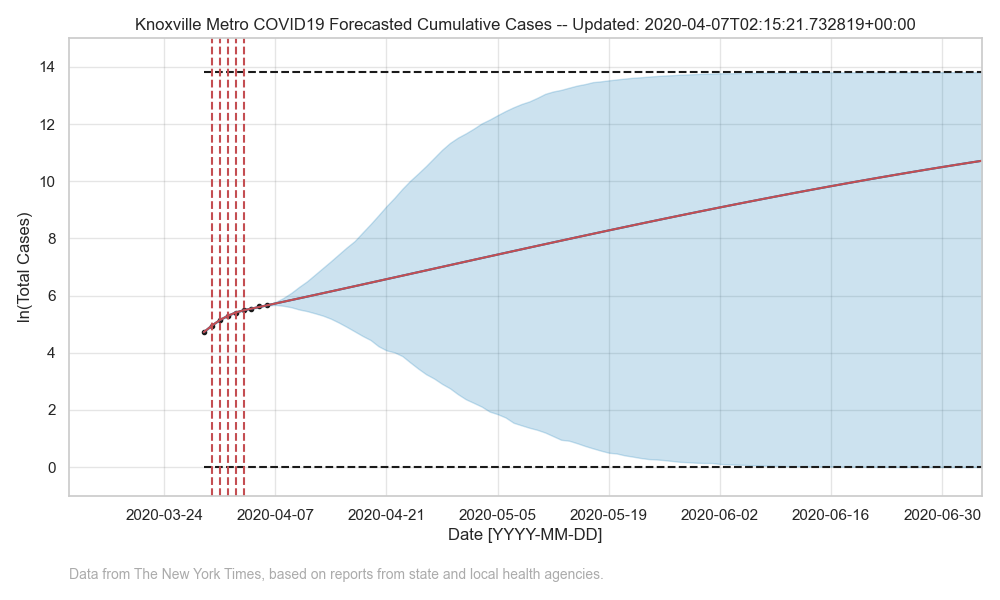 Knoxville Metro COVID19 Forecasted Cumulative Cases -- Updated: 2020-04-07T02:15:21.732819+00:00
ln(Total Cases)
14
12
10
8
6
4
2
0
2020-03-24 2020-04-07 2020-04-21 2020-05-05 2020-05-19 2020-06-02 2020-06-16 2020-06-30
Date [YYYY-MM-DD]
Data from The New York Times, based on reports from state and local health agencies.